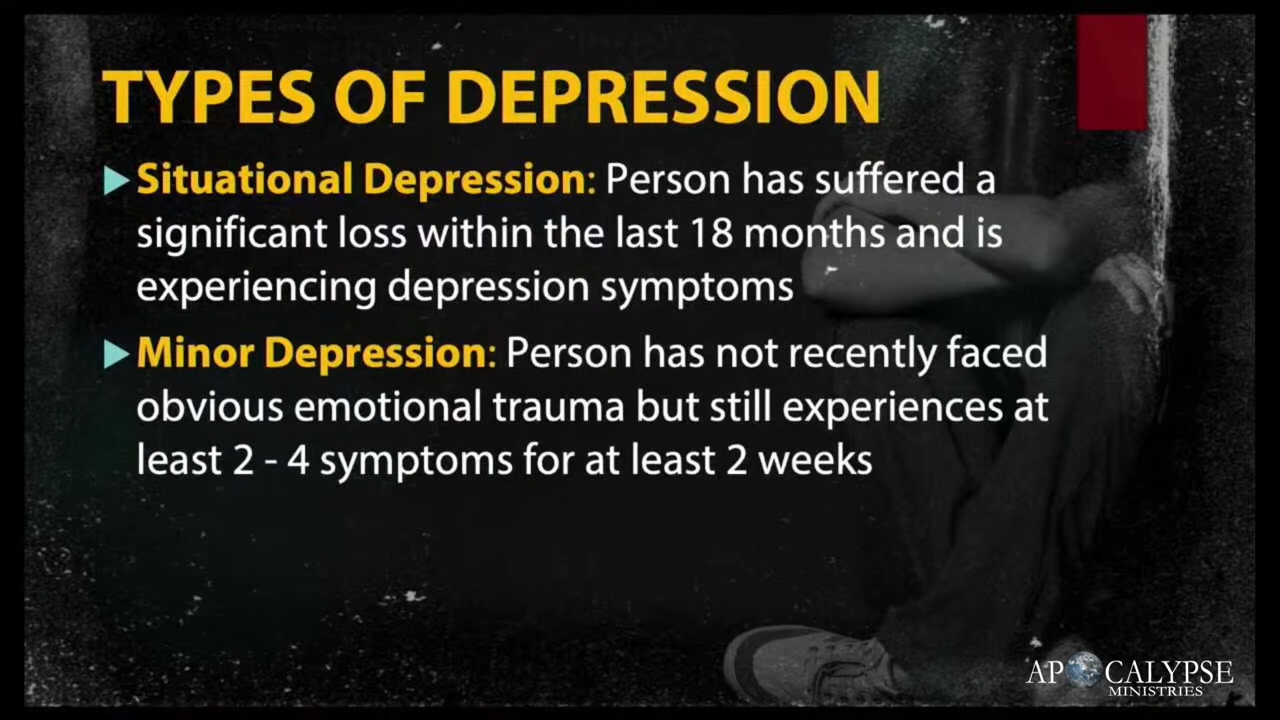 TYPES OF DEPRESSION
▶ Situational Depression: Person has suffered a
significant loss within the last 18 months and is
experiencing depression symptoms
▶ Minor Depression: Person has not recently faced
obvious emotional trauma but still experiences at
least 2 - 4 symptoms for at least 2 weeks
APOCALYPSE
MINISTRIES